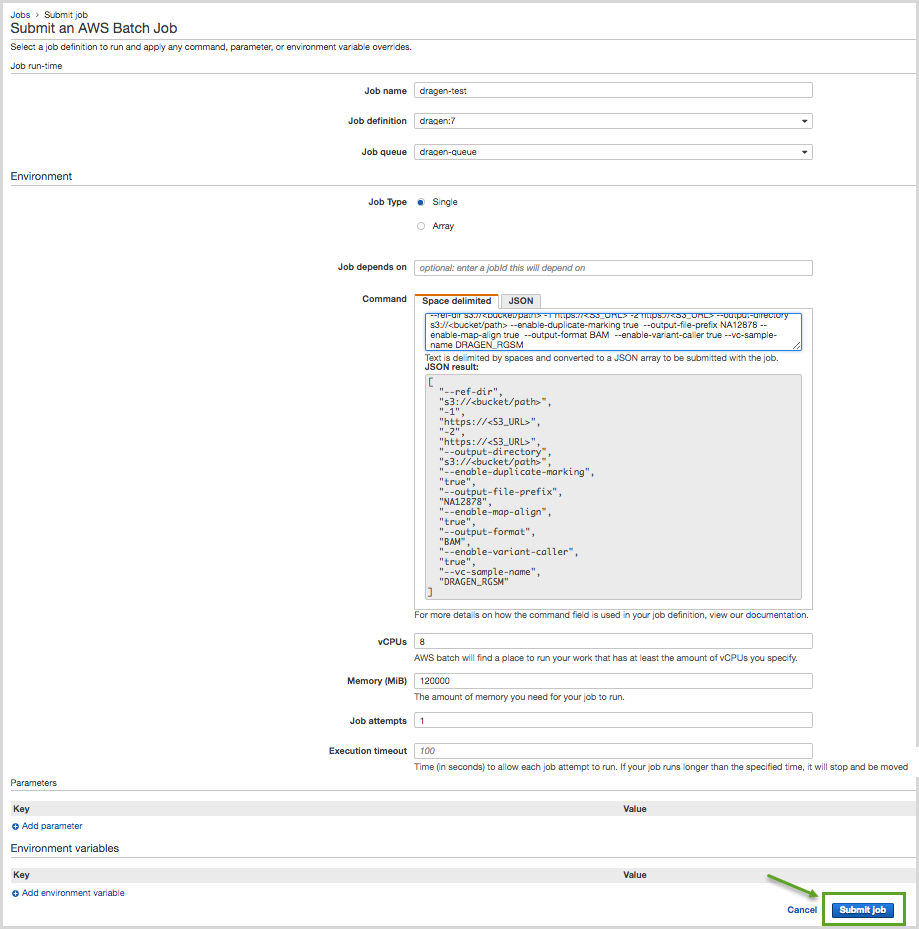 Jobs > Submit job
Submit an AWS Batch Job
Select a job definition to run and apply any command, parameter, or environment variable overrides.
Job run-time
Job name dragen-test
Job definition dragen:7
Job queue dragen-queue
Environment
Job Type Single
Array
Job depends on optional: enter a jobId this will depend on
Command Space delimited JSON
--ref-dir s3://<bucket/path> -1 https://<S3_URL> -2 https://<S3_URL> --output-directory
s3://<bucket/path> --enable-duplicate-marking true --output-file-prefix NA12878 --
enable-map-align true --output-format BAM --enable-variant-caller true --vc-sample-
name DRAGEN_RGSM
Text is delimited by spaces and converted to a JSON array to be submitted with the job.
JSON result:
[
"--ref-dir",
"s3://<bucket/path>",
"-1",
"https://<S3_URL>",
"-2",
"https://<S3_URL>",
"--output-directory",
"s3://<bucket/path>",
"--enable-duplicate-marking",
"true",
"--output-file-prefix",
"NA12878",
"--enable-map-align",
"true",
"--output-format",
"BAM",
"--enable-variant-caller",
"true",
"--vc-sample-name",
"DRAGEN_RGSM"
]
For more details on how the command field is used in your job definition, view our documentation.
vCPUs 8
AWS batch will find a place to run your work that has at least the amount of vCPUs you specify.
Memory (MiB) 120000
The amount of memory you need for your job to run.
Job attempts 1
Execution timeout 100
Time (in seconds) to allow each job attempt to run. If your job runs longer than the specified time, it will stop and be moved
Parameters
Key Value
Add parameter
Environment variables
Key Value
Add environment variable
Cancel Submit job